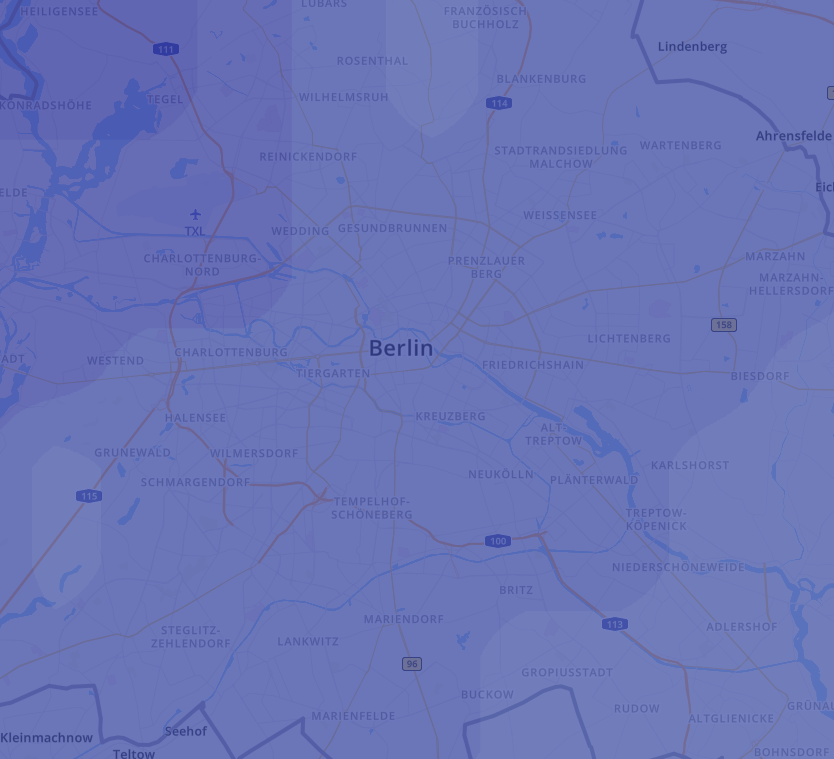 LÜBARS
HEILIGENSEE
FRANZÖSISCH
BUCHHOLZ
Lindenberg
111
ROSENTHAL
BLANKENBURG
KONRADSHÖHE
TEGEL
WILHELMSRUH
114
Ahrensfelde
REINICKENDORF
STADTRANDSIEDLUNG
MALCHOW
WARTENBERG
Eic
ELDE
TXL
WEDDING
GESUNDBRUNNEN
WEISSENSEE
CHARLOTTENBURG-
NORD
PRENZLAUER
BERG
MARZAHN
MARZAHN-
HELLERSDORF
158
ADT
WESTEND
CHARLOTTENBURG
Berlin
LICHTENBERG
TIERGARTEN
FRIEDRICHSHAIN
BIESDORF
HALENSEE
KREUZBERG
ALT-
TREPTOW
GRUNEWALD
WILMERSDORF
KARLSHORST
SCHMARGENDORF
NEUKÖLLN
PLÄNTERWALD
115
TEMPELHOF-
SCHÖNEBERG
TREPTOW-
KÖPENICK
100
NIEDERSCHÖNEWEIDE
BRITZ
MARIENDORF
113
ADLERSHOF
STEGLITZ-
ZEHLENDORF
LANKWITZ
96
GROPIUSSTADT
BUCKOW
RUDOW
GRÜNAU
MARIENFELDE
ALTGLIENICKE
Kleinmachnow
Seehof
Teltow
BOHNSDORF